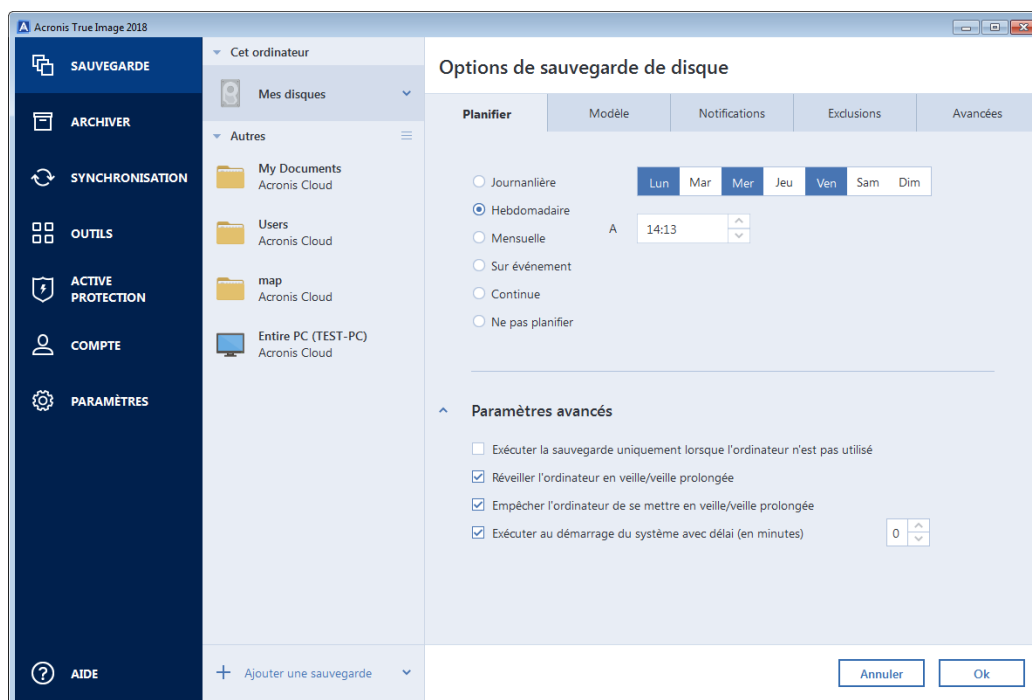 Acronis True Image 2018
SAUVEGARDE
ARCHIVER
SYNCHRONISATION
OUTILS
ACTIVE
PROTECTION
COMPTE
PARAMÈTRES
AIDE
Cet ordinateur
Mes disques
Autres
My Documents
Acronis Cloud
Users
Acronis Cloud
map
Acronis Cloud
Entire PC (TEST-PC)
Acronis Cloud
Ajouter une sauvegarde
Options de sauvegarde de disque
Planifier Modèle Notifications Exclusions Avancées
Journanlière
Hebdomadaire
Mensuelle
Sur événement
Continue
Ne pas planifier
Lun Mar Mer Jeu Ven Sam Dim
A 14:13
Paramètres avancés
Exécuter la sauvegarde uniquement lorsque l'ordinateur n'est pas utilisé
Réveiller l'ordinateur en veille/veille prolongée
Empêcher l'ordinateur de se mettre en veille/veille prolongée
Exécuter au démarrage du système avec délai (en minutes) 0
Annuler Ok